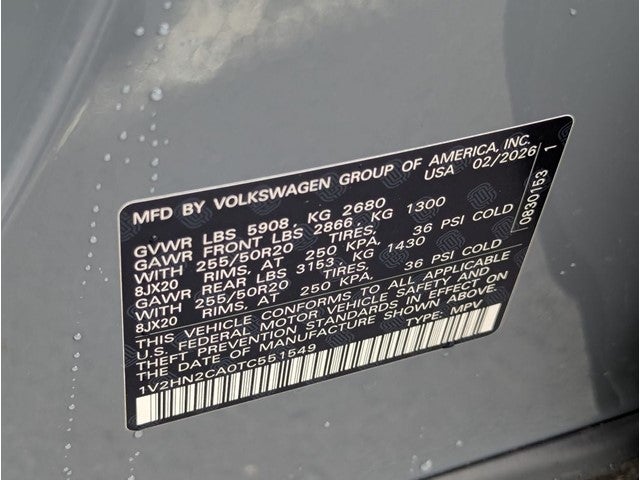 MFD BY VOLKSWAGEN GROUP OF AMERICA, INC.
USA 02/2026
GVWR LBS 5908, KG 2680
GAWR FRONT LBS 2866, KG 1300
WITH 255/50R20 TIRES,
8JX20 RIMS, AT 250 KPA, 36 PSI COLD
GAWR REAR LBS 3153, KG 1430
WITH 255/50R20 TIRES,
8JX20 RIMS, AT 250 KPA, 36 PSI COLD
THIS VEHICLE CONFORMS TO ALL APPLICABLE
U.S. FEDERAL MOTOR VEHICLE SAFETY AND
THEFT PREVENTION STANDARDS IN EFFECT ON
THE DATE OF MANUFACTURE SHOWN ABOVE.
1V2HN2CA0TC551549 TYPE: MPV
0830153
1